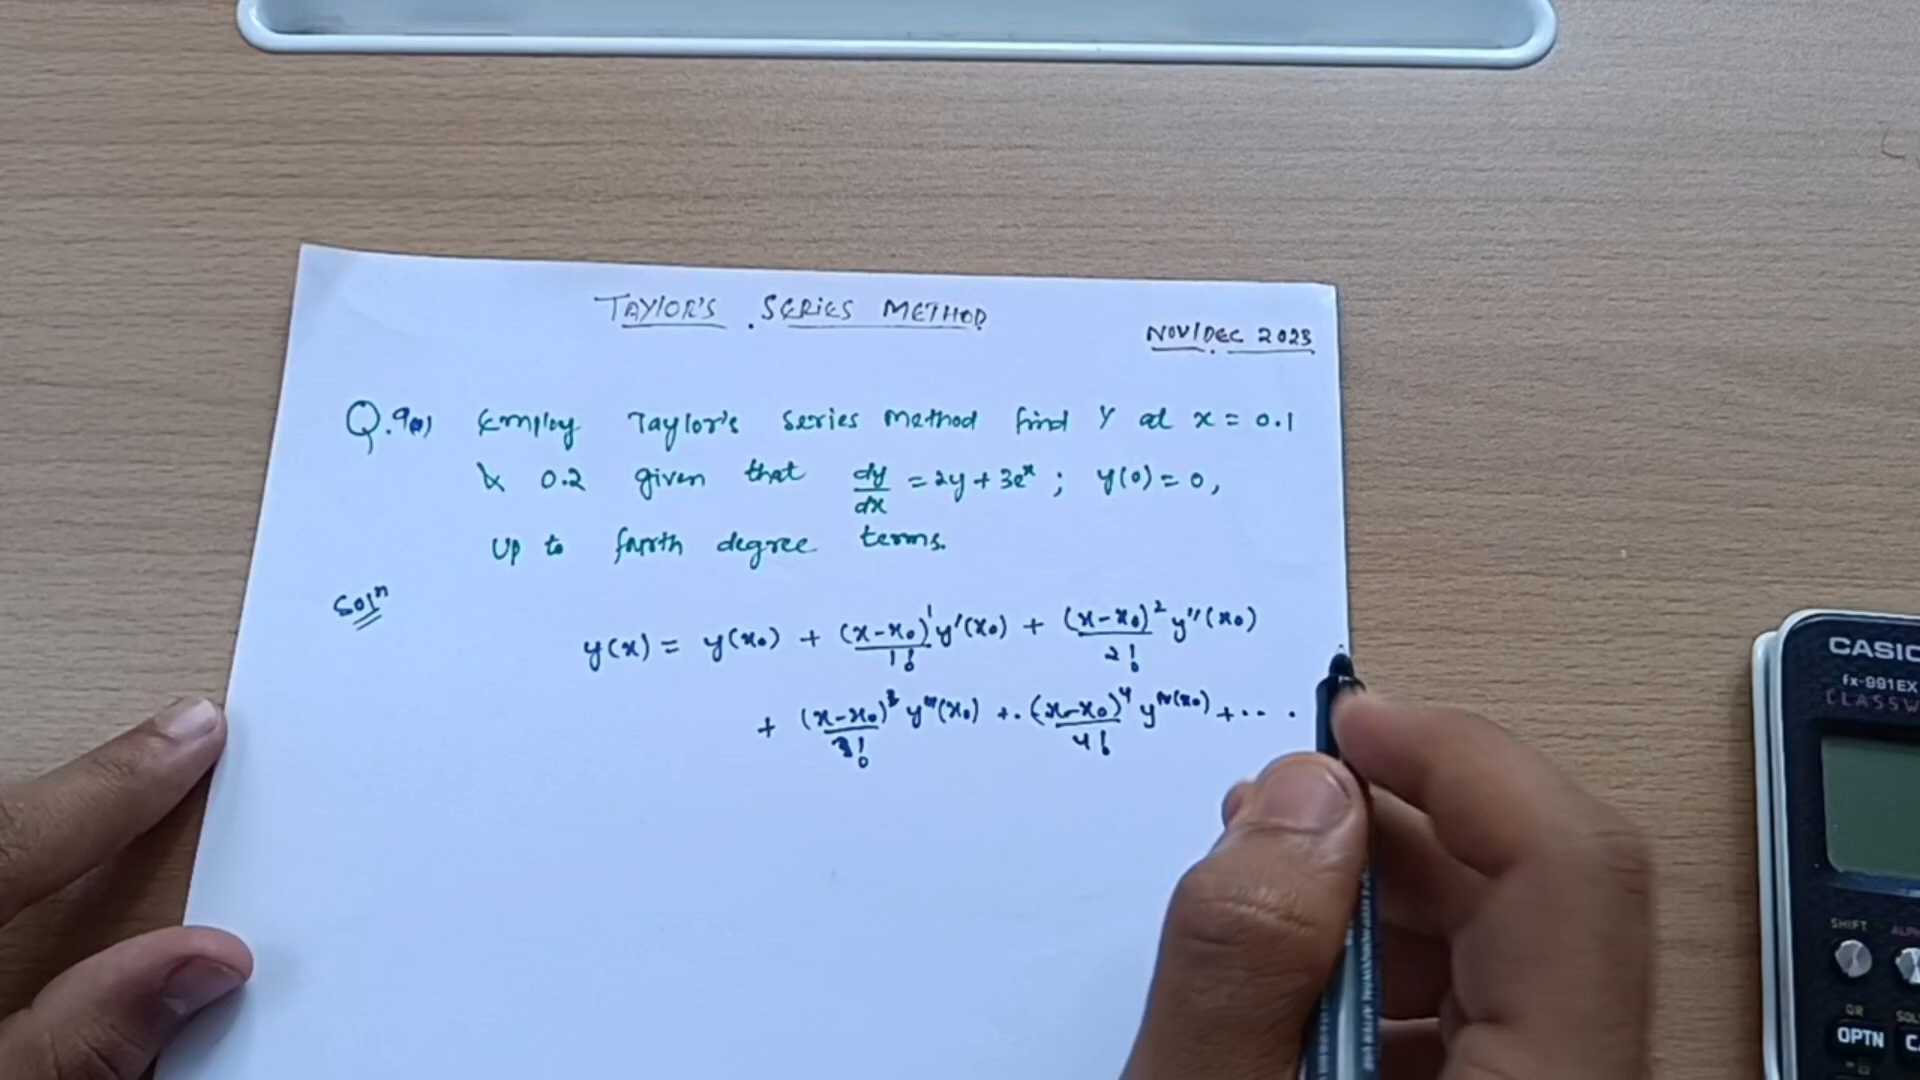 TAYLOR'S SERIES METHOD
NOV/DEC 2023
Q.9(a) Employ Taylor's series method find y at x = 0.1
& 0.2 given that dy/dx = 2y + 3e^x ; y(0) = 0,
up to fourth degree terms.
Solⁿ
y(x) = y(x₀) + (x-x₀)¹/1! y'(x₀) + (x-x₀)²/2! y''(x₀)
+ (x-x₀)³/3! y'''(x₀) + (x-x₀)⁴/4! y^IV(x₀) + ...
CASIO
fx-991EX
CLASSW
SHIFT
OPTN